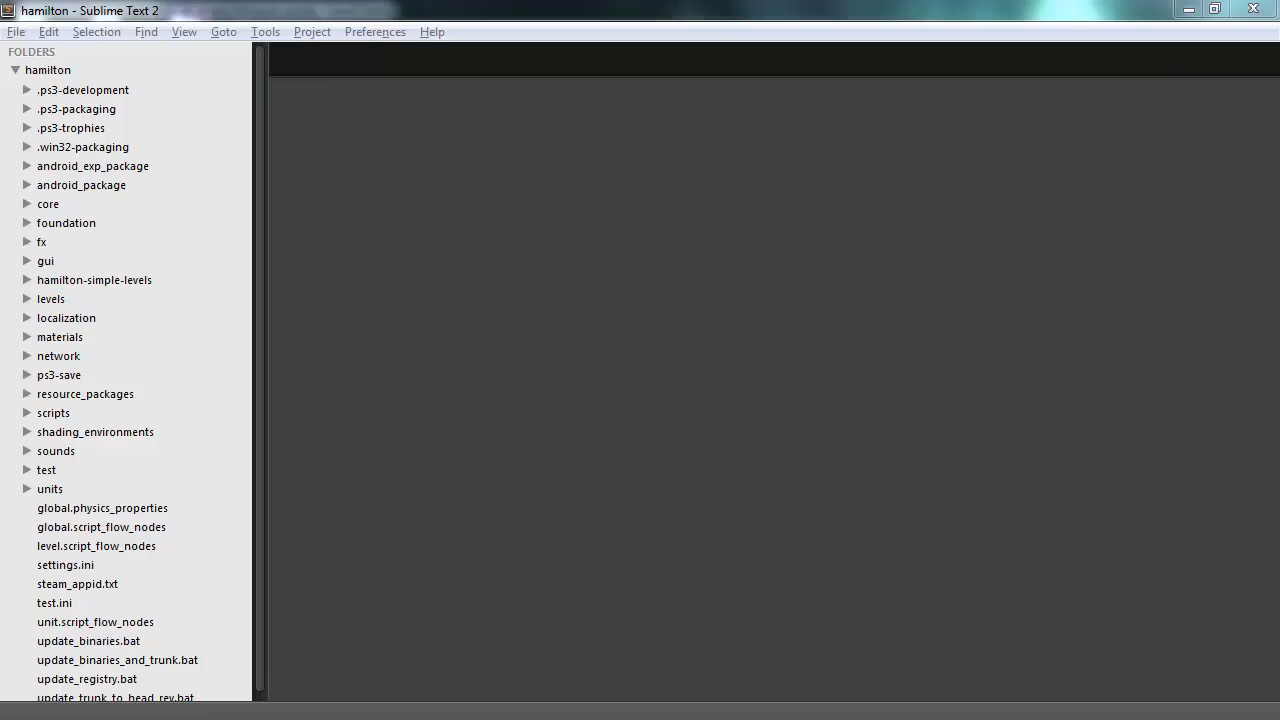 hamilton - Sublime Text 2
File Edit Selection Find View Goto Tools Project Preferences Help
FOLDERS
hamilton
.ps3-development
.ps3-packaging
.ps3-trophies
.win32-packaging
android_exp_package
android_package
core
foundation
fx
gui
hamilton-simple-levels
levels
localization
materials
network
ps3-save
resource_packages
scripts
shading_environments
sounds
test
units
global.physics_properties
global.script_flow_nodes
level.script_flow_nodes
settings.ini
steam_appid.txt
test.ini
unit.script_flow_nodes
update_binaries.bat
update_binaries_and_trunk.bat
update_registry.bat
update_trunk_to_head_rev.bat